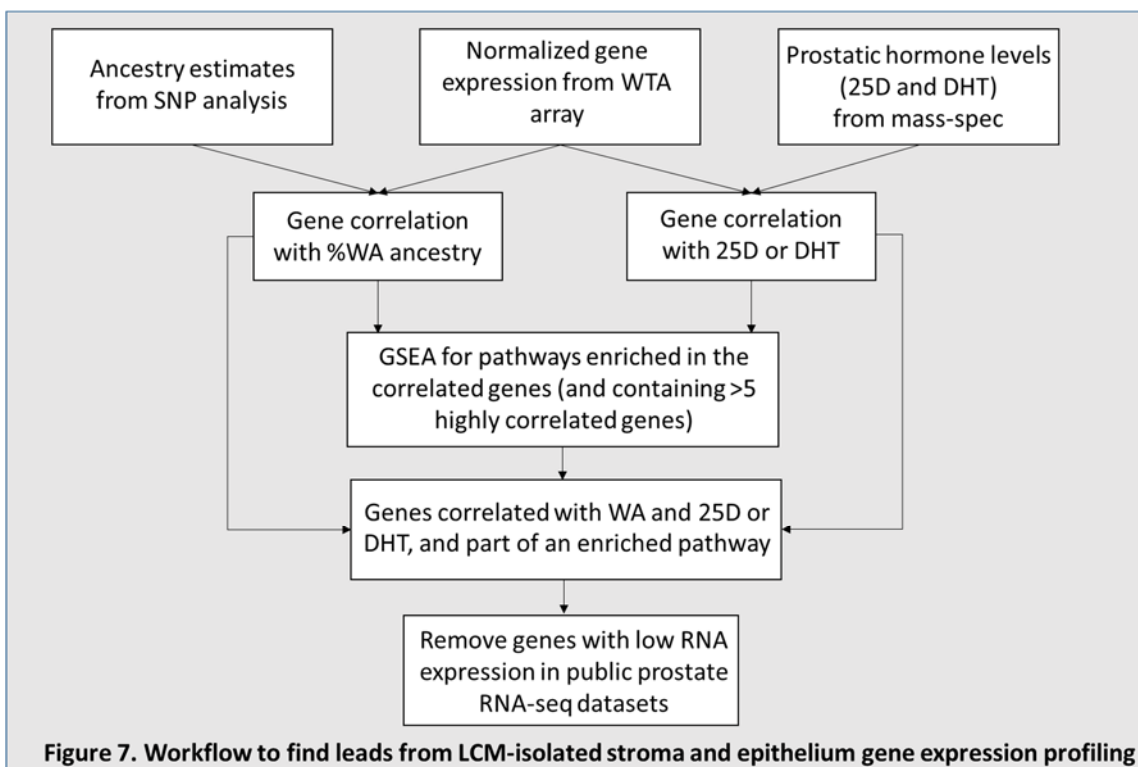 Ancestry estimates
from SNP analysis
Normalized gene
expression from WTA
array
Prostatic hormone levels
(25D and DHT)
from mass-spec
Gene correlation
with %WA ancestry
Gene correlation
with 25D or DHT
GSEA for pathways enriched in the
correlated genes (and containing >5
highly correlated genes)
Genes correlated with WA and 25D or
DHT, and part of an enriched pathway
Remove genes with low RNA
expression in public prostate
RNA-seq datasets
Figure 7. Workflow to find leads from LCM-isolated stroma and epithelium gene expression profiling